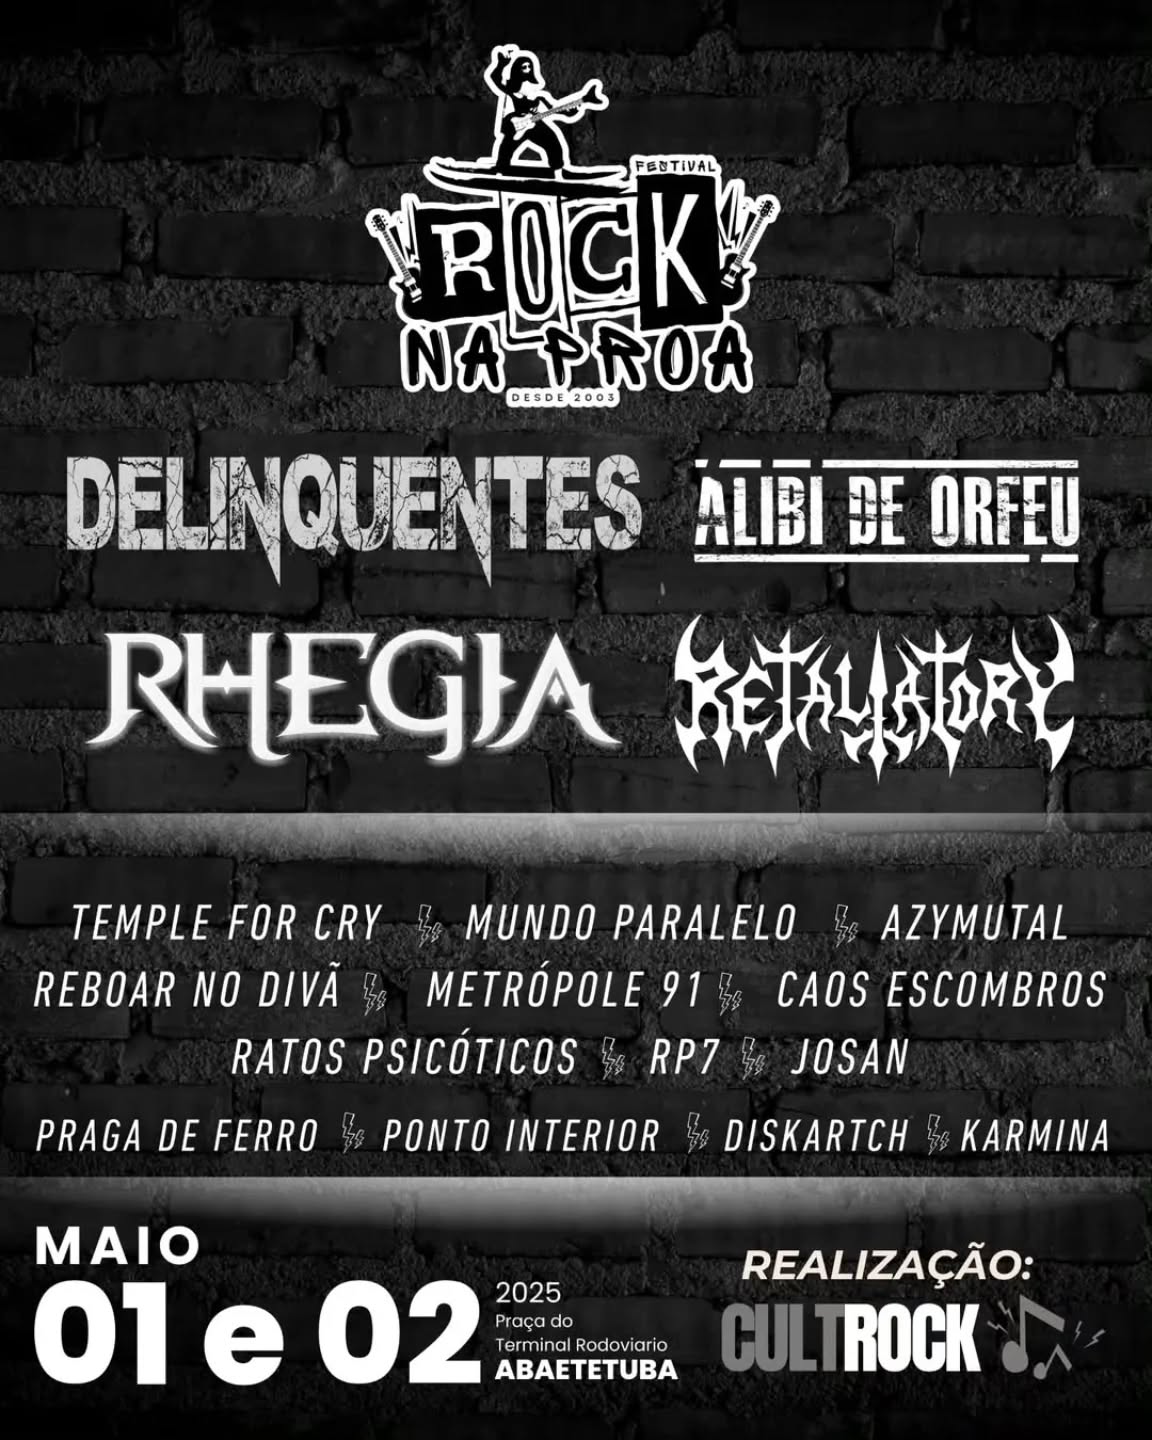 FESTIVAL
ROCK
NA PROA
DESDE 2003
DELINQUENTES
ALIBI DE ORFEU
RHEGIA
RETALIATORY
TEMPLE FOR CRY MUNDO PARALELO AZYMUTAL
REBOAR NO DIVÃ METRÓPOLE 91 CAOS ESCOMBROS
RATOS PSICÓTICOS RP7 JOSAN
PRAGA DE FERRO PONTO INTERIOR DISKARTCH KARMINA
MAIO
01 e 02
2025
Praça do
Terminal Rodoviario
ABAETETUBA
REALIZAÇÃO:
CULTROCK